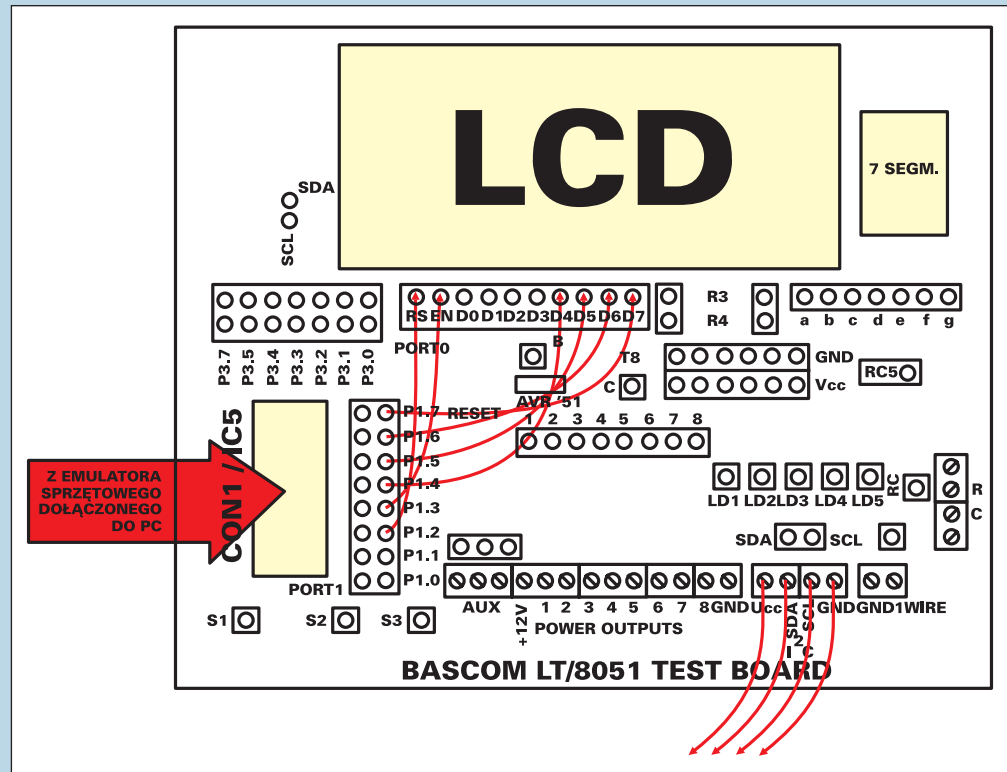 LCD
7 SEGM.
SDA
SCL
RS EN D0 D1 D2 D3 D4 D5 D6 D7
R3
R4
a b c d e f g
PORT0
B
T8
C
GND
Vcc
RC5
P3.7 P3.5 P3.4 P3.3 P3.2 P3.1 P3.0
AVR '51
RESET
1 2 3 4 5 6 7 8
P1.7
P1.6
P1.5
P1.4
P1.3
P1.2
P1.1
P1.0
CON1 / IC5
Z EMULATORA
SPRZĘTOWEGO
DOŁĄCZONEGO
DO PC
LD1 LD2 LD3 LD4 LD5
RC
R
C
SDA
SCL
PORT1
S1
S2
S3
AUX
+12V
1 2 3 4 5 6 7 8
GND
Ucc
SDA
SCL
GND
GND
1WIRE
I2C
POWER OUTPUTS
BASCOM LT/8051 TEST BOARD